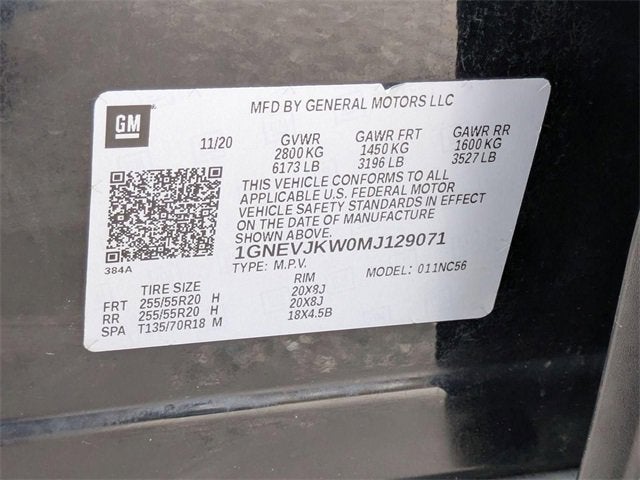 MFD BY GENERAL MOTORS LLC
GM
11/20 GVWR GAWR FRT GAWR RR
2800 KG 1450 KG 1600 KG
6173 LB 3196 LB 3527 LB
THIS VEHICLE CONFORMS TO ALL
APPLICABLE U.S. FEDERAL MOTOR
VEHICLE SAFETY STANDARDS IN EFFECT
ON THE DATE OF MANUFACTURE
SHOWN ABOVE.
384A
1GNEVJKW0MJ129071
TYPE: M.P.V. MODEL: 011NC56
TIRE SIZE RIM
FRT 255/55R20 H 20X8J
RR 255/55R20 H 20X8J
SPA T135/70R18 M 18X4.5B